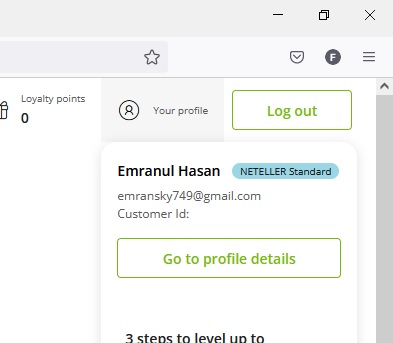 F
Loyalty points
0
Your profile
Log out
Emranul Hasan
NETELLER Standard
emransky749@gmail.com
Customer Id:
Go to profile details
3 steps to level up to